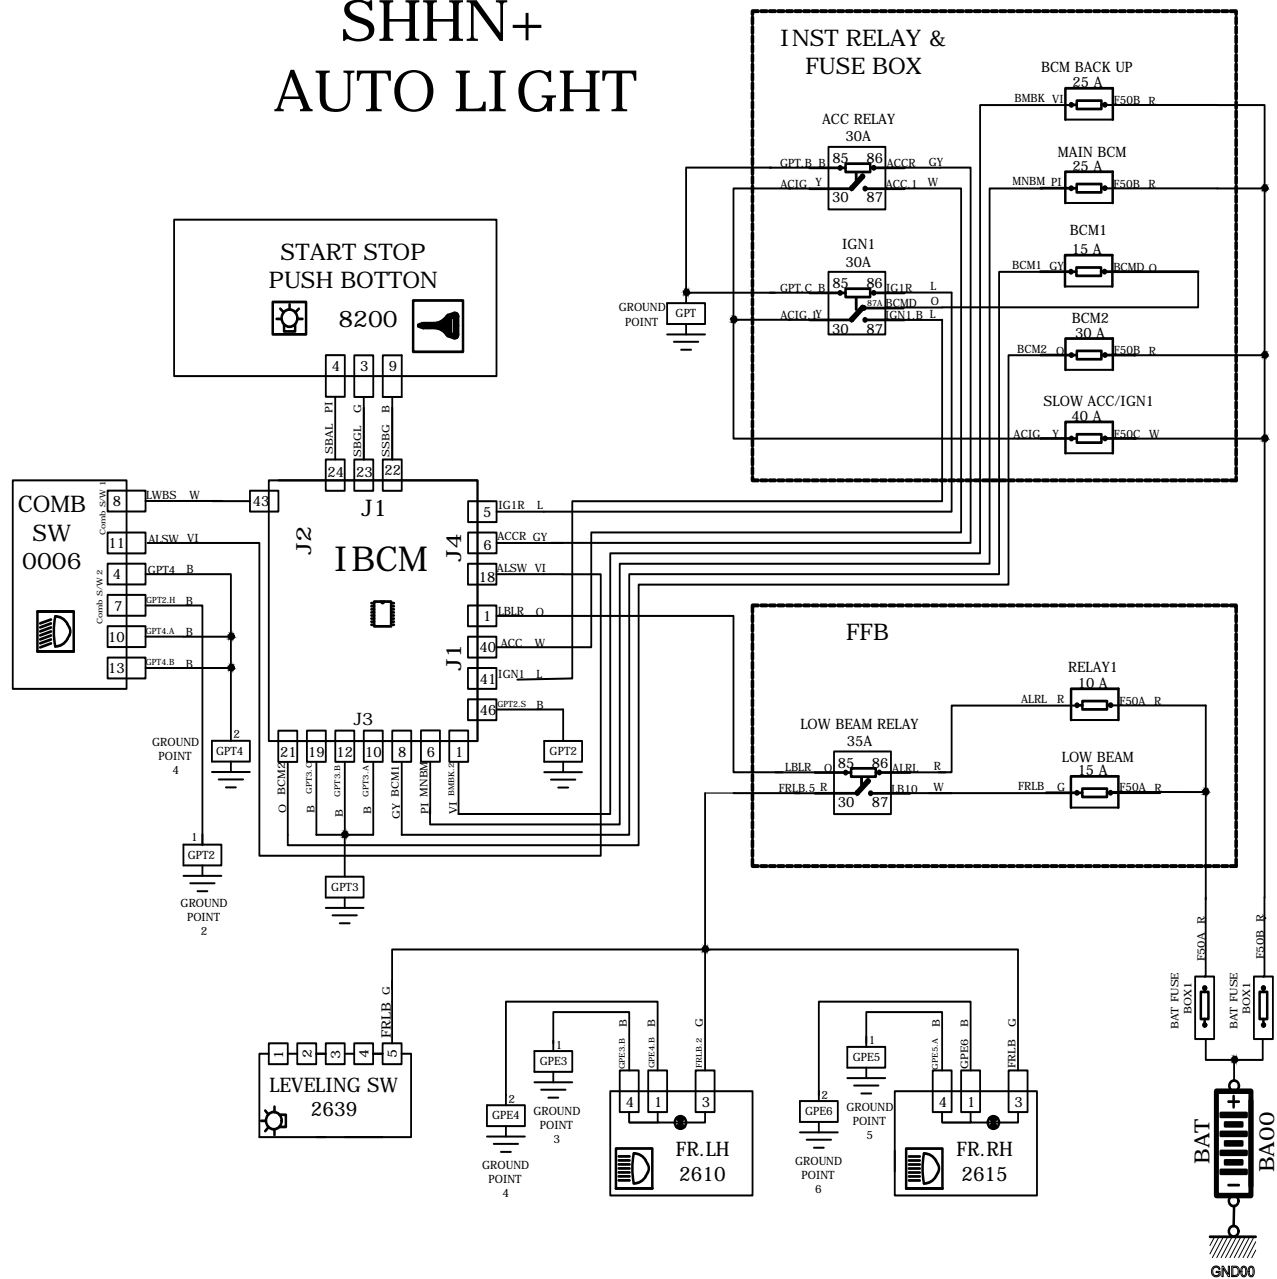 SHHN+
AUTO LIGHT
INST RELAY &
FUSE BOX
BCM BACK UP
25 A
BMBK VI
F50B R
ACC RELAY
30A
GPT.B B
85 86
ACCR GY
ACIG Y
30 87
ACC.1 W
MAIN BCM
25 A
MNBM PI
F50B R
IGN1
30A
GPT.C B
85 86
IG1R L
87A
BCMD O
ACIG.1Y
30 87
IGN1.B L
BCM1
15 A
BCM1 GY
BCMD O
BCM2
30 A
BCM2 O
F50B R
SLOW ACC/IGN1
40 A
ACIG Y
F50C W
GROUND
POINT
GPT
START STOP
PUSH BOTTON
8200
4 3 9
SBAL PI
SBGL G
SSBG B
24 23 22
COMB
SW
0006
Comb S/W 1
Comb S/W 2
8
LWBS W
43
11
ALSW VI
4
GPT4 B
7
GPT2.H B
10
GPT4.A B
13
GPT4.B B
J1
J2
IBCM
J4
J1
J3
5
IG1R L
6
ACCR GY
18
ALSW VI
1
LBLR O
40
ACC W
41
IGN1 L
46
GPT2.S B
GPT2
21 19 12 10 8 6 1
O BCM2
B GPT3.C
B GPT3.B
B GPT3.A
GY BCM1
PI MNBM
VI BMBK.2
GROUND
POINT
4
2
GPT4
1
GPT2
GROUND
POINT
2
GPT3
FFB
RELAY1
10 A
ALRL R
F50A R
LOW BEAM RELAY
35A
LBLR O
85 86
ALRL R
FRLB.5 R
30 87
LB10 W
LOW BEAM
15 A
FRLB G
F50A R
F50A R
F50B R
BAT FUSE
BOX1
BAT FUSE
BOX1
FRLB G
1 2 3 4 5
LEVELING SW
2639
GPE3.B B
GPE4.B B
FRLB.2 G
1
GPE3
GROUND
POINT
3
2
GPE4
GROUND
POINT
4
4 1 3
FR.LH
2610
GPE5.A B
GPE6 B
FRLB G
1
GPE5
GROUND
POINT
5
2
GPE6
GROUND
POINT
6
4 1 3
FR.RH
2615
BAT
+
−
BA00
GND00